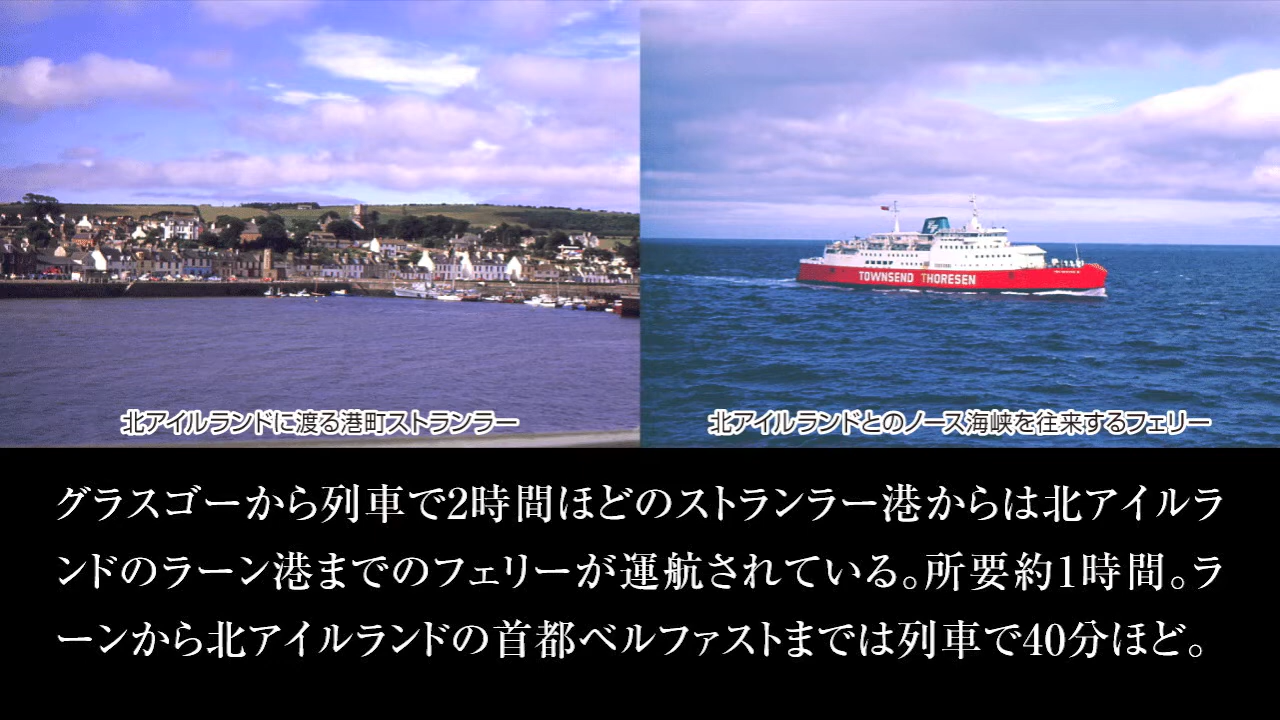 TOWNSEND THORESEN
北アイルランドに渡る港町ストランラー
北アイルランドとのノース海峡を往来するフェリー
グラスゴーから列車で2時間ほどのストランラー港からは北アイルラ
ンドのラーン港までのフェリーが運航されている。所要約1時間。ラ
ーンから北アイルランドの首都ベルファストまでは列車で40分ほど。